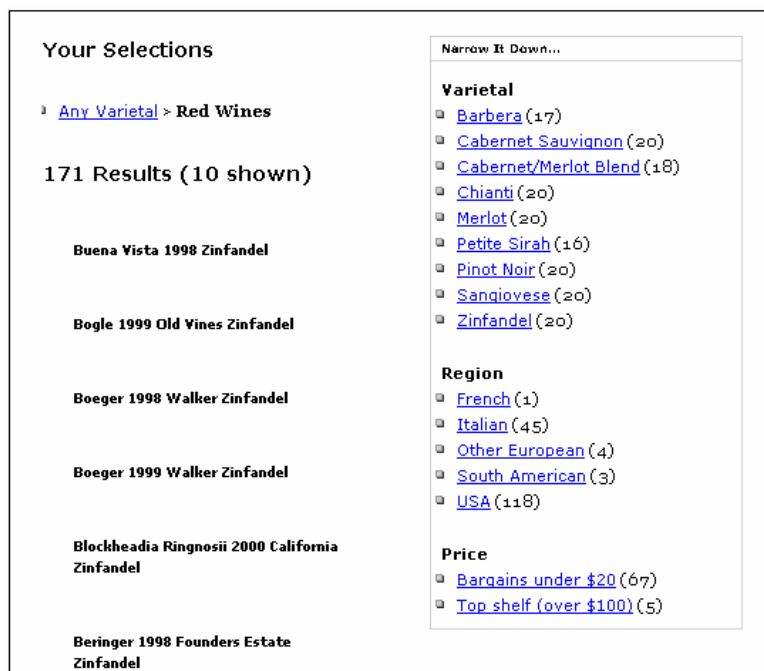 Your Selections
Any Varietal > Red Wines
171 Results (10 shown)
Buena Vista 1998 Zinfandel
Bogle 1999 Old Vines Zinfandel
Boeger 1998 Walker Zinfandel
Boeger 1999 Walker Zinfandel
Blockheadia Ringnosii 2000 California
Zinfandel
Beringer 1998 Founders Estate
Zinfandel
Narrow It Down...
Varietal
Barbera (17)
Cabernet Sauvignon (20)
Cabernet/Merlot Blend (18)
Chianti (20)
Merlot (20)
Petite Sirah (16)
Pinot Noir (20)
Sangiovese (20)
Zinfandel (20)
Region
French (1)
Italian (45)
Other European (4)
South American (3)
USA (118)
Price
Bargains under $20 (67)
Top shelf (over $100) (5)